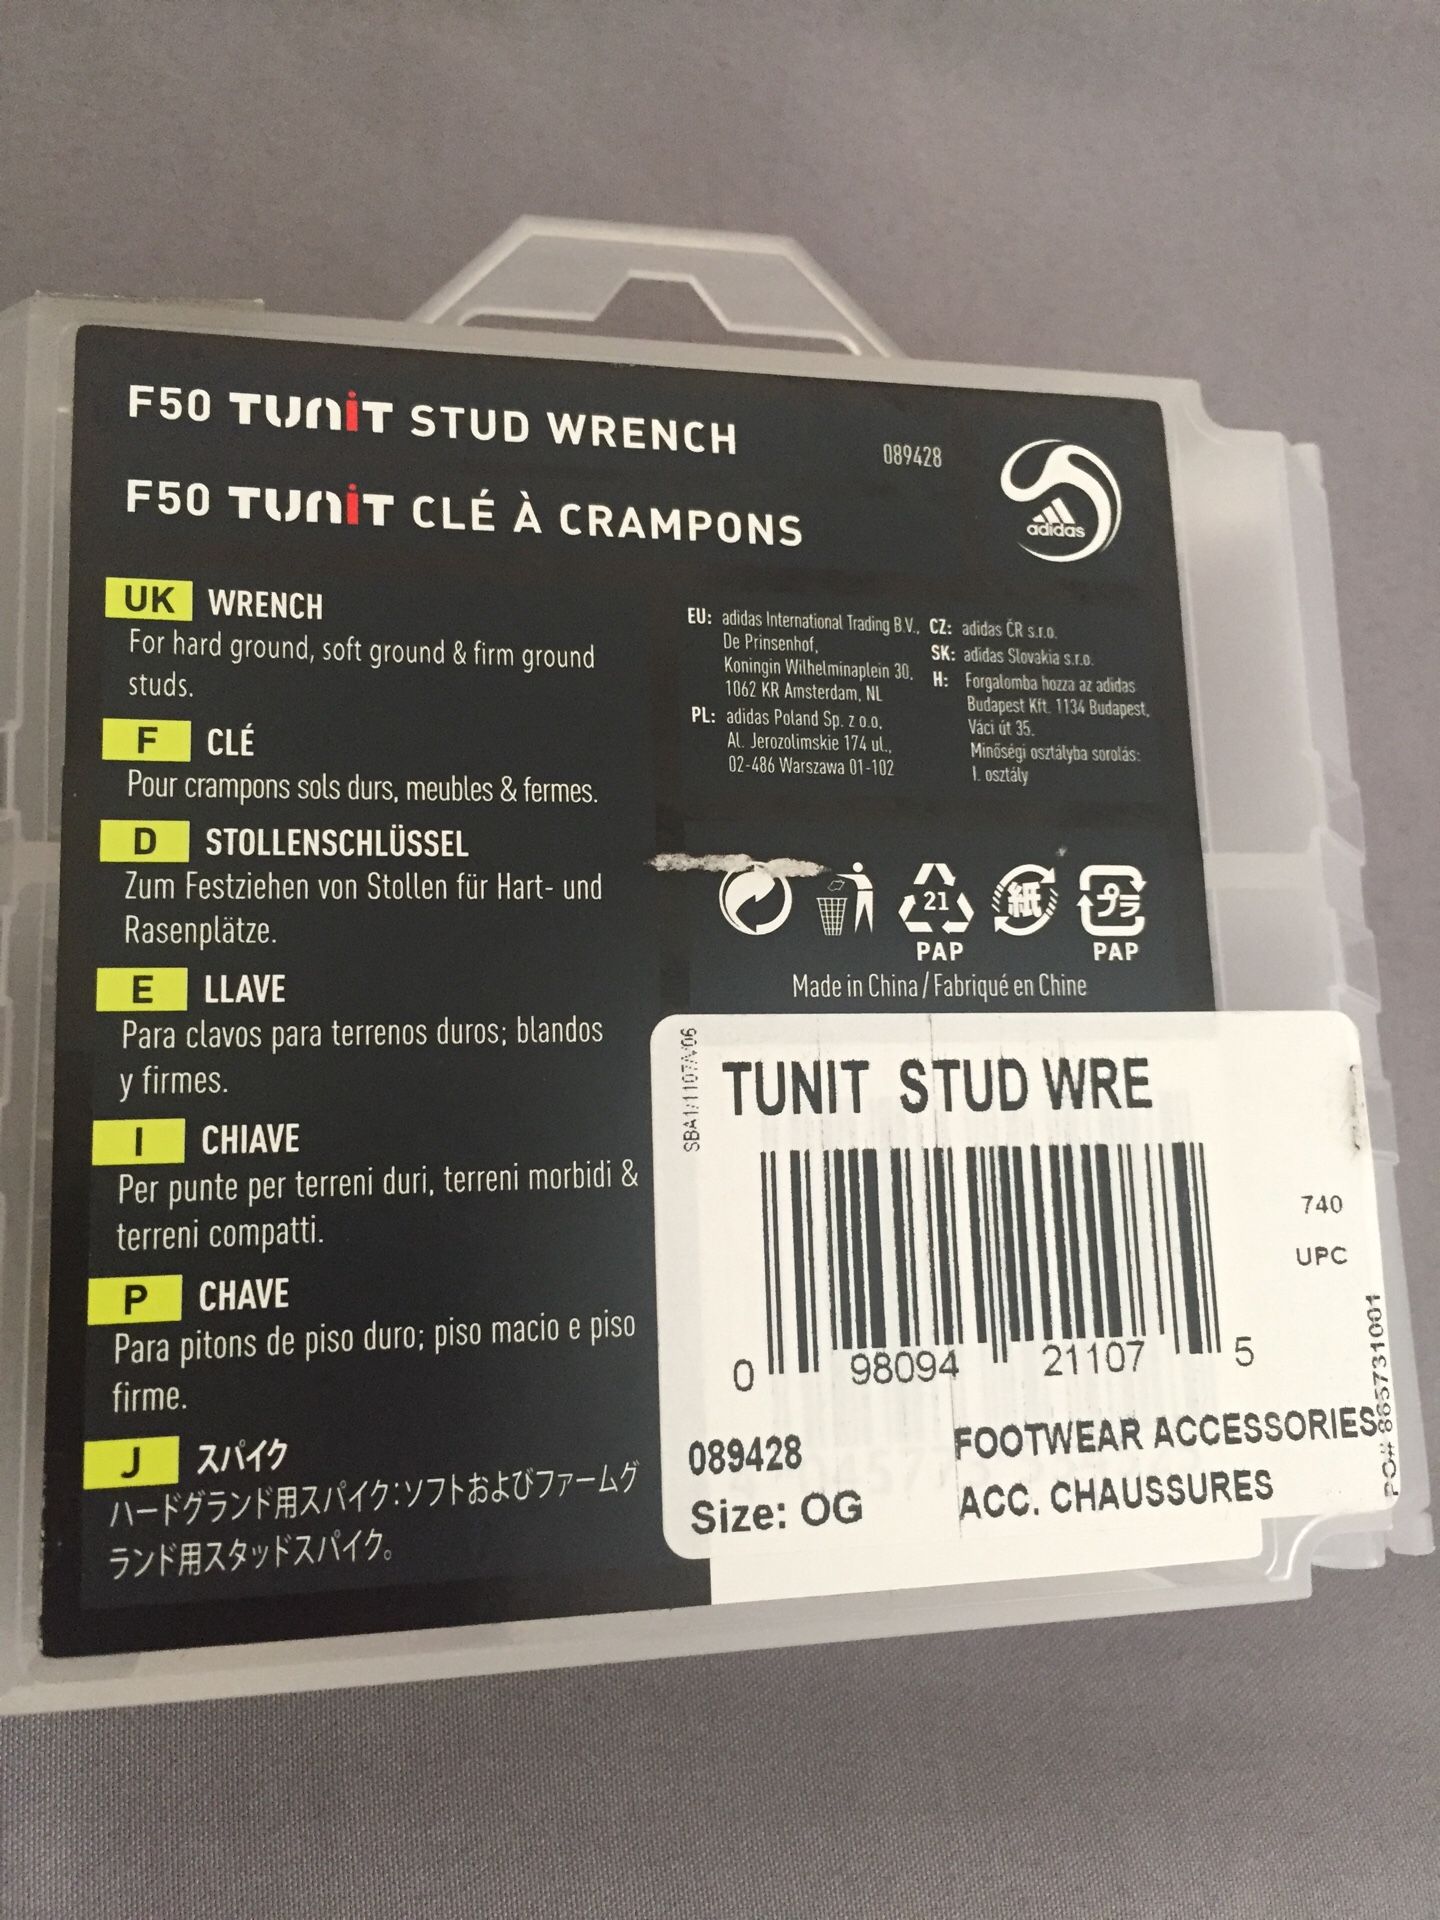 F50 TUNiT STUD WRENCH
F50 TUNiT CLÉ À CRAMPONS
089428
adidas
UK WRENCH
For hard ground, soft ground & firm ground
studs.
F CLÉ
Pour crampons sols durs, meubles & fermes.
D STOLLENSCHLÜSSEL
Zum Festziehen von Stollen für Hart- und
Rasenplätze.
E LLAVE
Para clavos para terrenos duros; blandos
y firmes.
I CHIAVE
Per punte per terreni duri, terreni morbidi &
terreni compatti.
P CHAVE
Para pitons de piso duro; piso macio e piso
firme.
J スパイク
ハードグランド用スパイク:ソフトおよびファームグ
ランド用スタッドスパイク。
EU: adidas International Trading B.V.,
De Prinsenhof,
Koningin Wilhelminaplein 30,
1062 KR Amsterdam, NL
PL: adidas Poland Sp. z o.o,
Al. Jerozolimskie 174 ul.,
02-486 Warszawa 01-102
CZ: adidas ČR s.r.o.
SK: adidas Slovakia s.r.o.
H: Forgalomba hozza az adidas
Budapest Kft. 1134 Budapest,
Váci út 35.
Minőségi osztályba sorolás:
I. osztály
21
PAP
紙
プラ
PAP
Made in China / Fabriqué en Chine
SBA1/1107/V06
TUNIT STUD WRE
740
UPC
0 98094 21107 5
089428
Size: OG
FOOTWEAR ACCESSORIES
ACC. CHAUSSURES
PO# 865731001